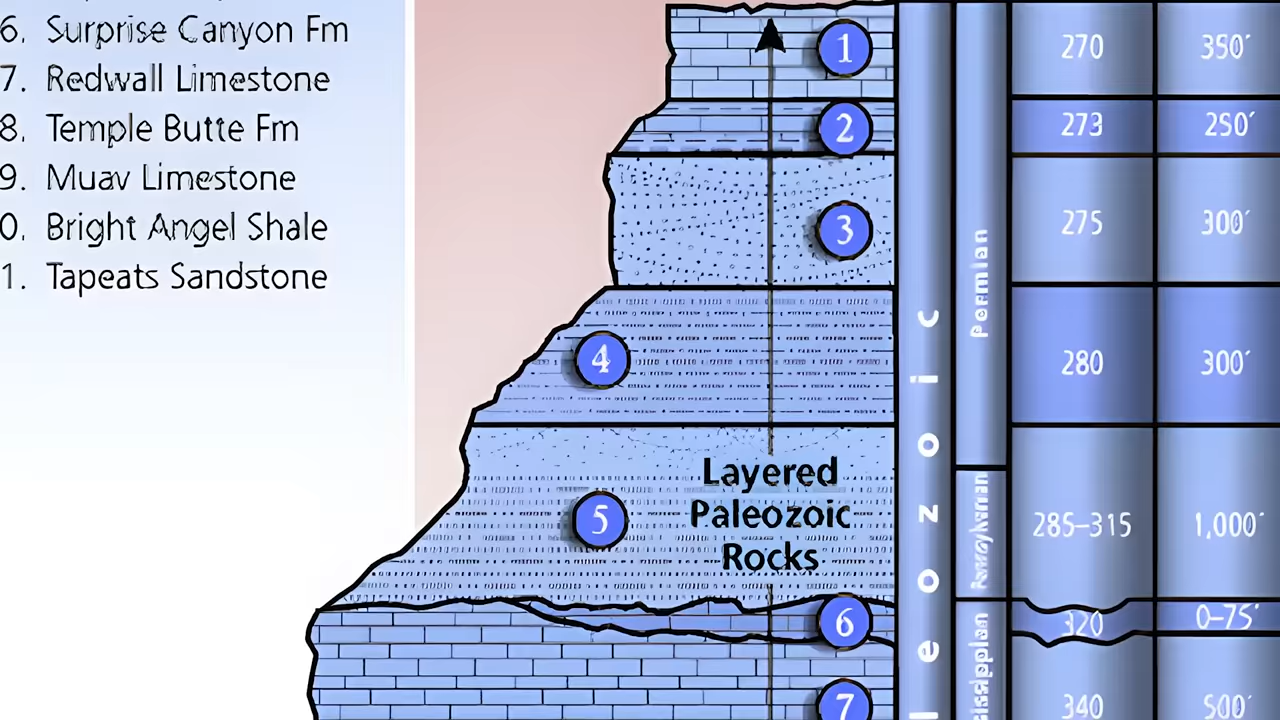 6. Surprise Canyon Fm
7. Redwall Limestone
8. Temple Butte Fm
9. Muav Limestone
0. Bright Angel Shale
1. Tapeats Sandstone
1
2
3
4
5
6
7
Layered
Paleozoic
Rocks
l e o z o i c
Permian
270 350′
273 250′
275 300′
280 300′
285–315 1,000′
320 0–75′
340 500′